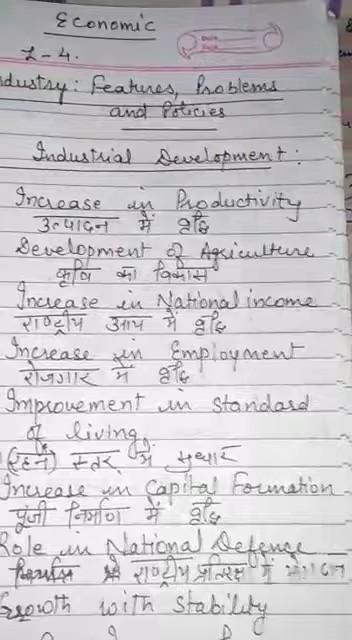 Economic
L-4.
ndustry: Features, Problems
and Policies
Industrial Development:
Increase in Productivity
उत्पादन में वृद्धि
Development of Agriculture
कृषि का विकास
Increase in National income
राष्ट्रीय आय में वृद्धि
Increase in Employment
रोजगार में वृद्धि
Improvement in standard
of living
(रहन) स्तर में सुधार
Increase in Capital Formation
पूंजी निर्माण में वृद्धि
Role in National Defence
राष्ट्रीय में योगदान
Growth with stability